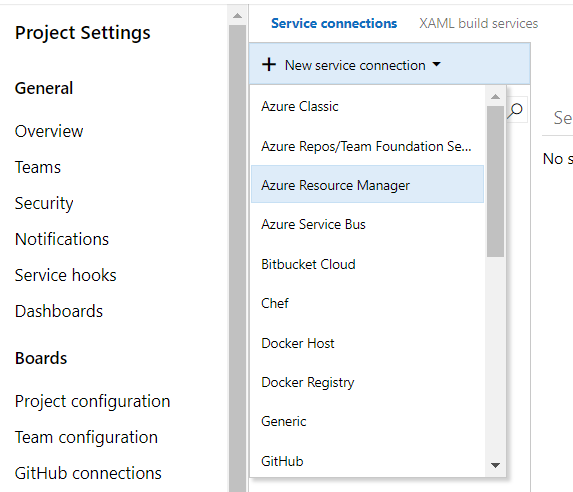 Project Settings
General
Overview
Teams
Security
Notifications
Service hooks
Dashboards
Boards
Project configuration
Team configuration
GitHub connections
Service connections XAML build services
+ New service connection
Azure Classic
Azure Repos/Team Foundation Se...
Azure Resource Manager
Azure Service Bus
Bitbucket Cloud
Chef
Docker Host
Docker Registry
Generic
GitHub
Se
No s